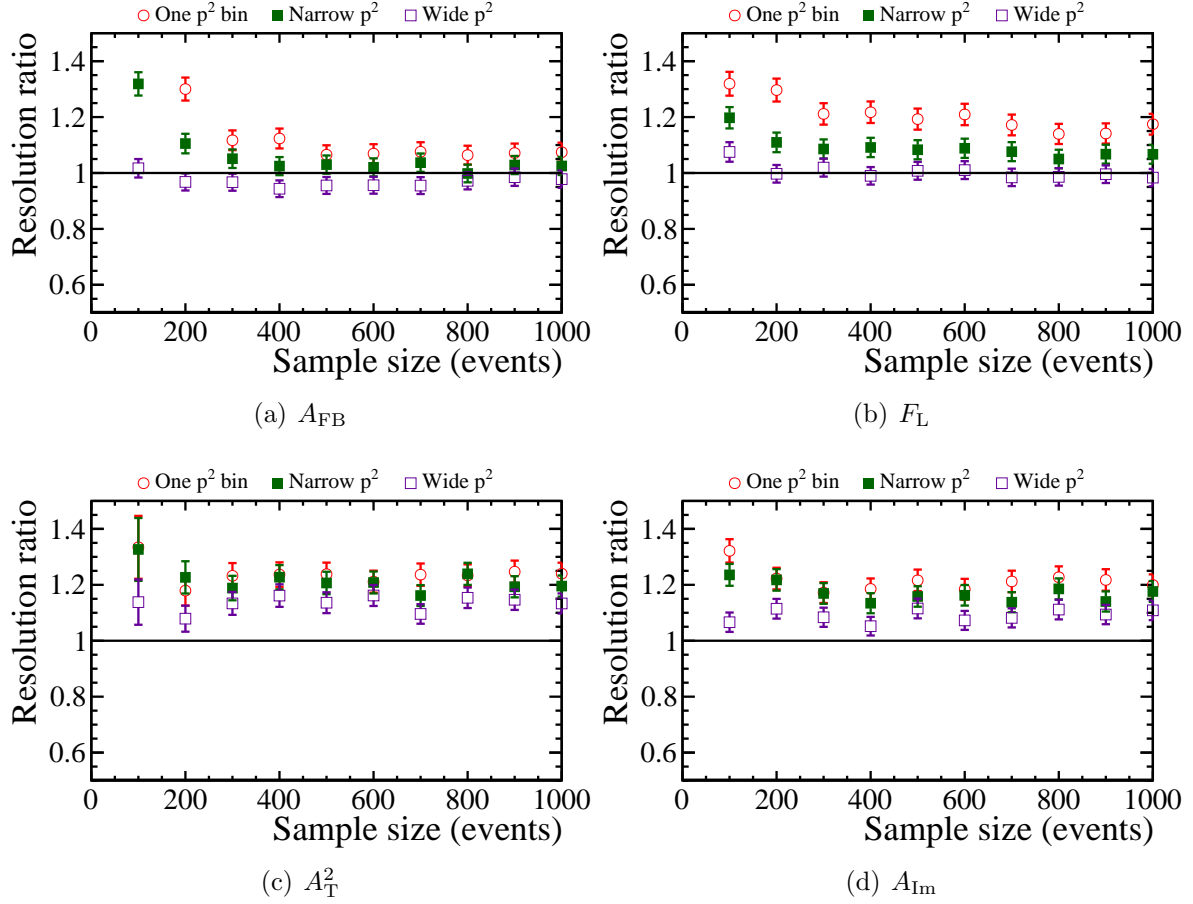 One p² bin Narrow p² Wide p²
Resolution ratio
1.4
1.2
1
0.8
0.6
0 200 400 600 800 1000
Sample size (events)
(a) A_FB
One p² bin Narrow p² Wide p²
Resolution ratio
1.4
1.2
1
0.8
0.6
0 200 400 600 800 1000
Sample size (events)
(b) F_L
One p² bin Narrow p² Wide p²
Resolution ratio
1.4
1.2
1
0.8
0.6
0 200 400 600 800 1000
Sample size (events)
(c) A_T^2
One p² bin Narrow p² Wide p²
Resolution ratio
1.4
1.2
1
0.8
0.6
0 200 400 600 800 1000
Sample size (events)
(d) A_Im